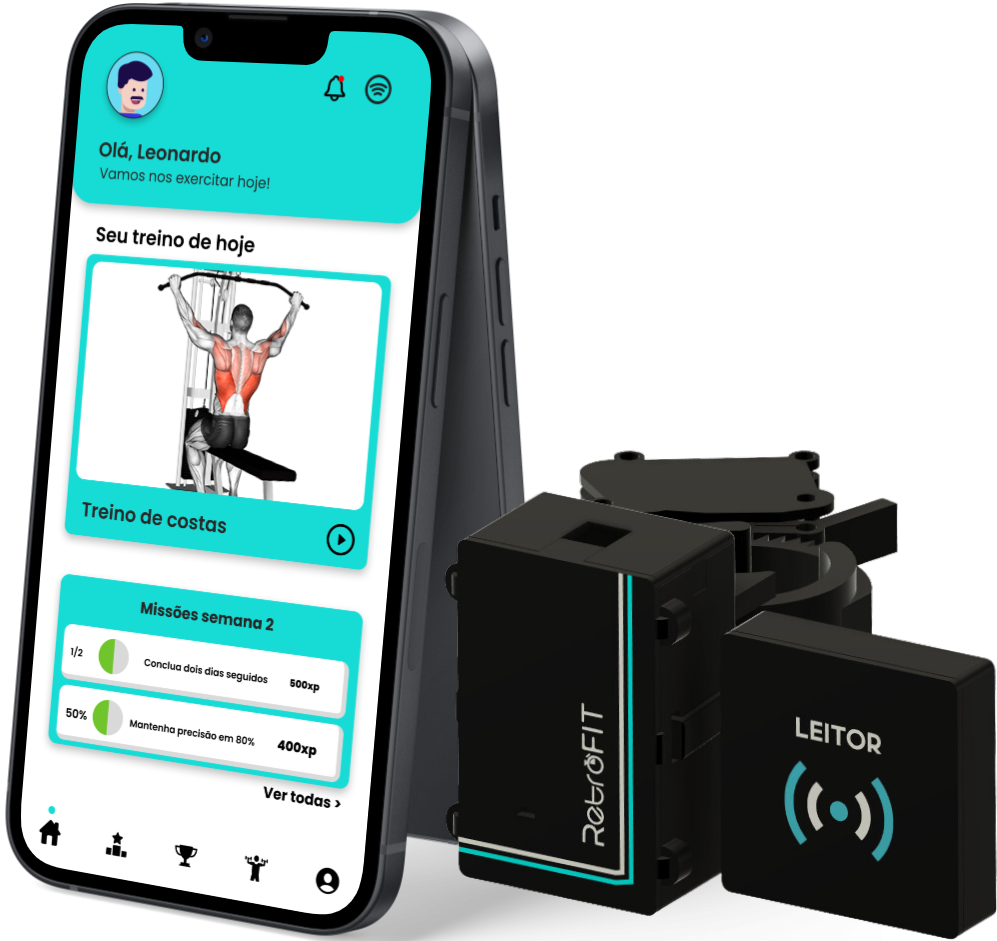 Olá, Leonardo
Vamos nos exercitar hoje!
Seu treino de hoje
Treino de costas
Missões semana 2
1/2 Conclua dois dias seguidos 500xp
50% Mantenha precisão em 80% 400xp
Ver todas >
RetroFIT
LEITOR